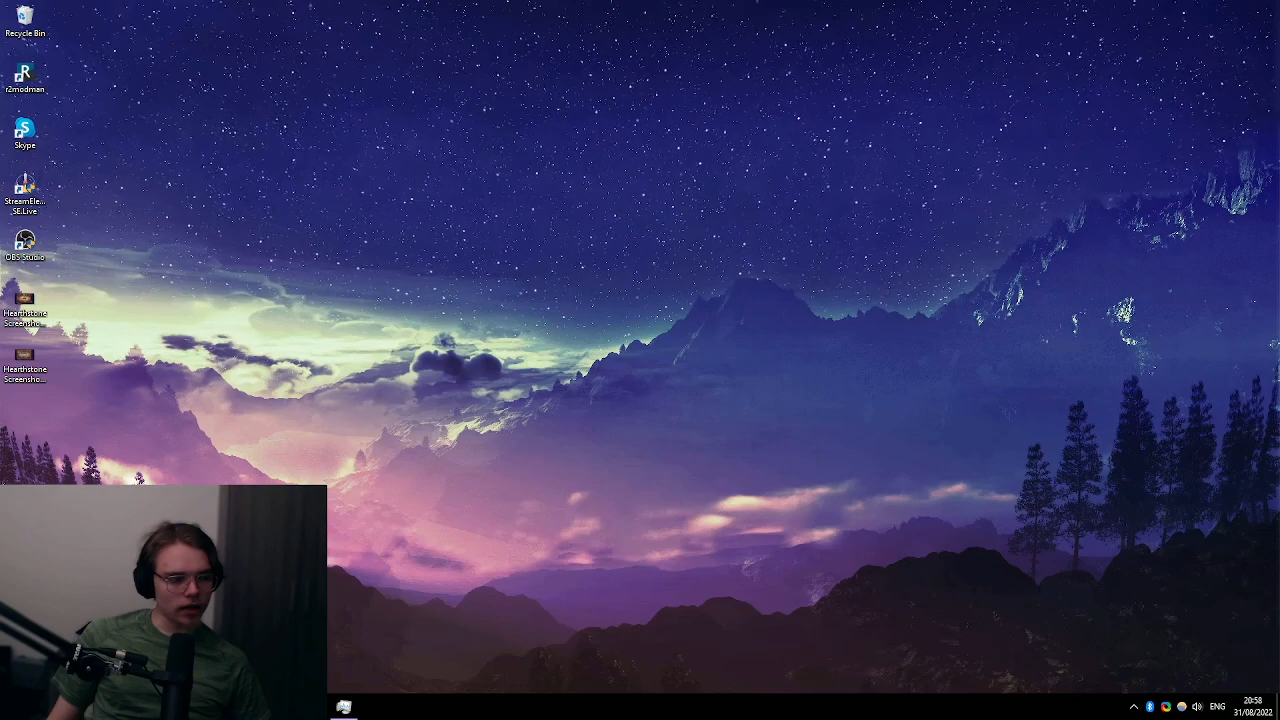 Recycle Bin
r2modman
Skype
StreamEle...
SE.Live
OBS Studio
Hearthstone
Screensho...
Hearthstone
Screensho...
ENG
20:58
31/08/2022